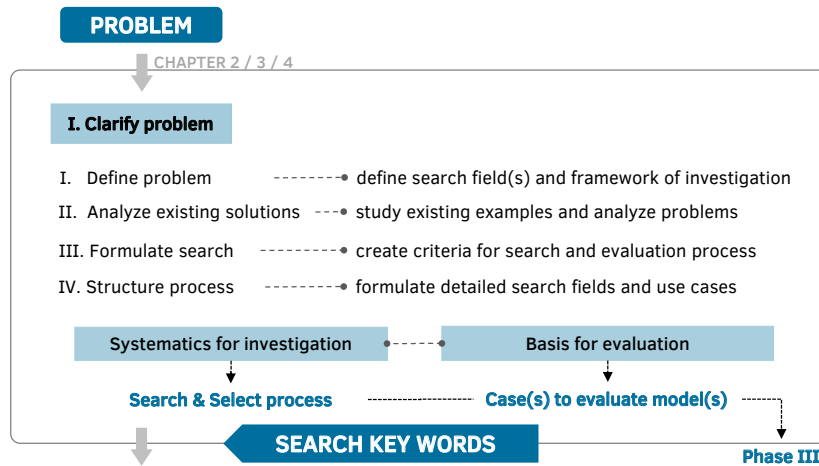 PROBLEM
CHAPTER 2 / 3 / 4
I. Clarify problem
I. Define problem define search field(s) and framework of investigation
II. Analyze existing solutions study existing examples and analyze problems
III. Formulate search create criteria for search and evaluation process
IV. Structure process formulate detailed search fields and use cases
Systematics for investigation Basis for evaluation
Search & Select process Case(s) to evaluate model(s)
SEARCH KEY WORDS
Phase III